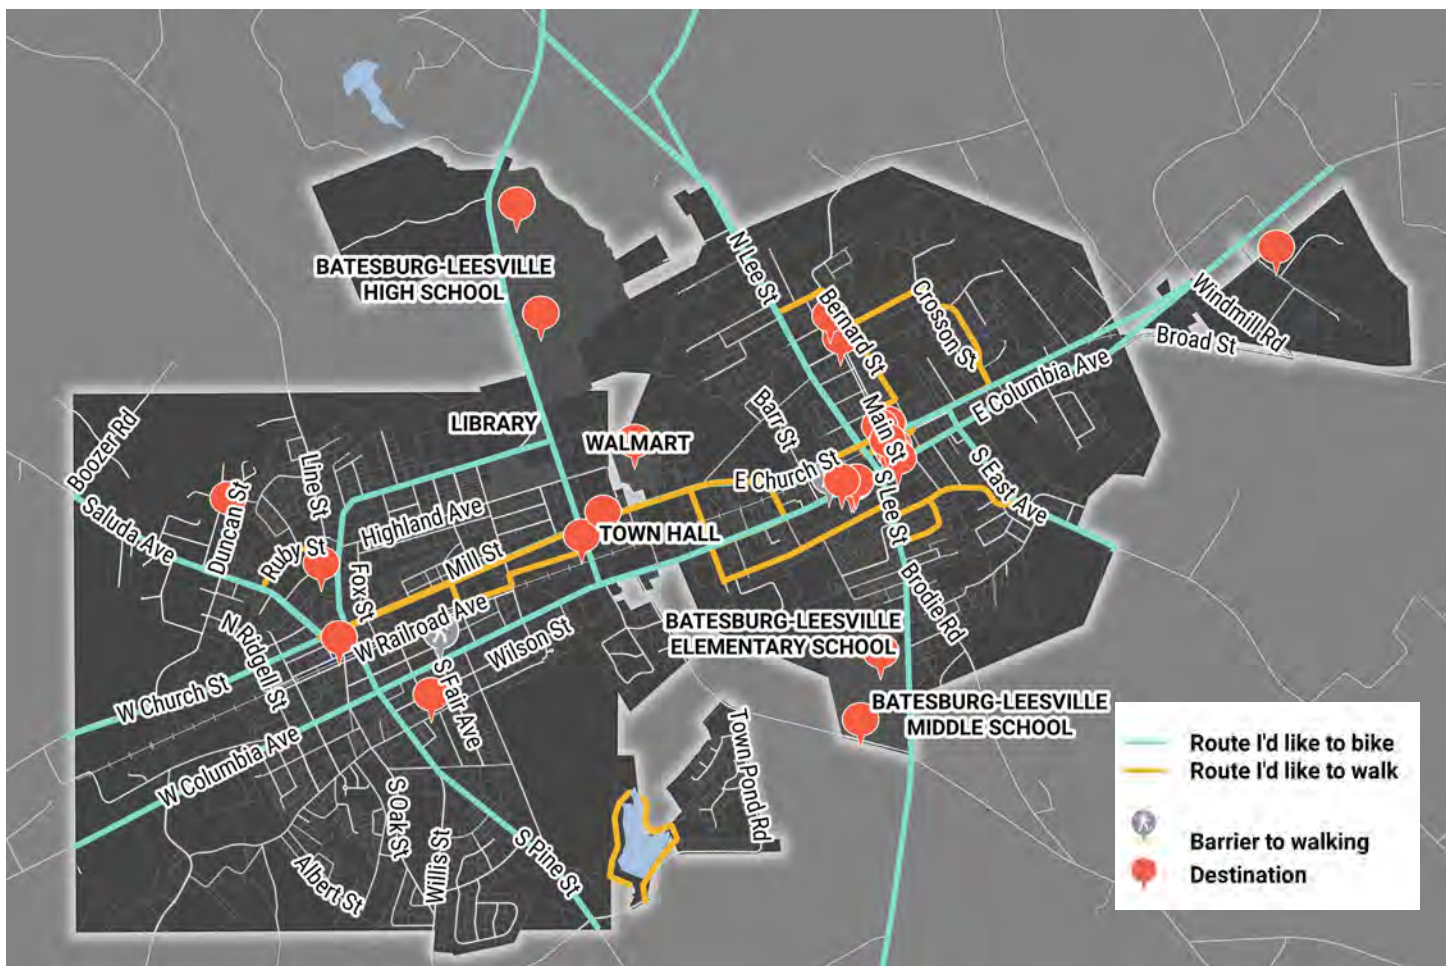 BATESBURG-LEESVILLE
HIGH SCHOOL
N Lee St
Bernard St
Crosson St
Windmill Rd
Broad St
E Columbia Ave
LIBRARY
WALMART
Bar St
Main St
E Church St
S Lee St
S East Ave
Boozer Rd
Saluda Ave
Duncan St
Line St
Ruby St
Highland Ave
Fox St
Mill St
TOWN HALL
W Railroad Ave
Wilson St
N Ridgell St
W Church St
S Fair Ave
W Columbia Ave
Brodie Rd
BATESBURG-LEESVILLE
ELEMENTARY SCHOOL
BATESBURG-LEESVILLE
MIDDLE SCHOOL
Town Pond Rd
S Oak St
Willis St
Albert St
S Pine St
Route I'd like to bike
Route I'd like to walk
Barrier to walking
Destination